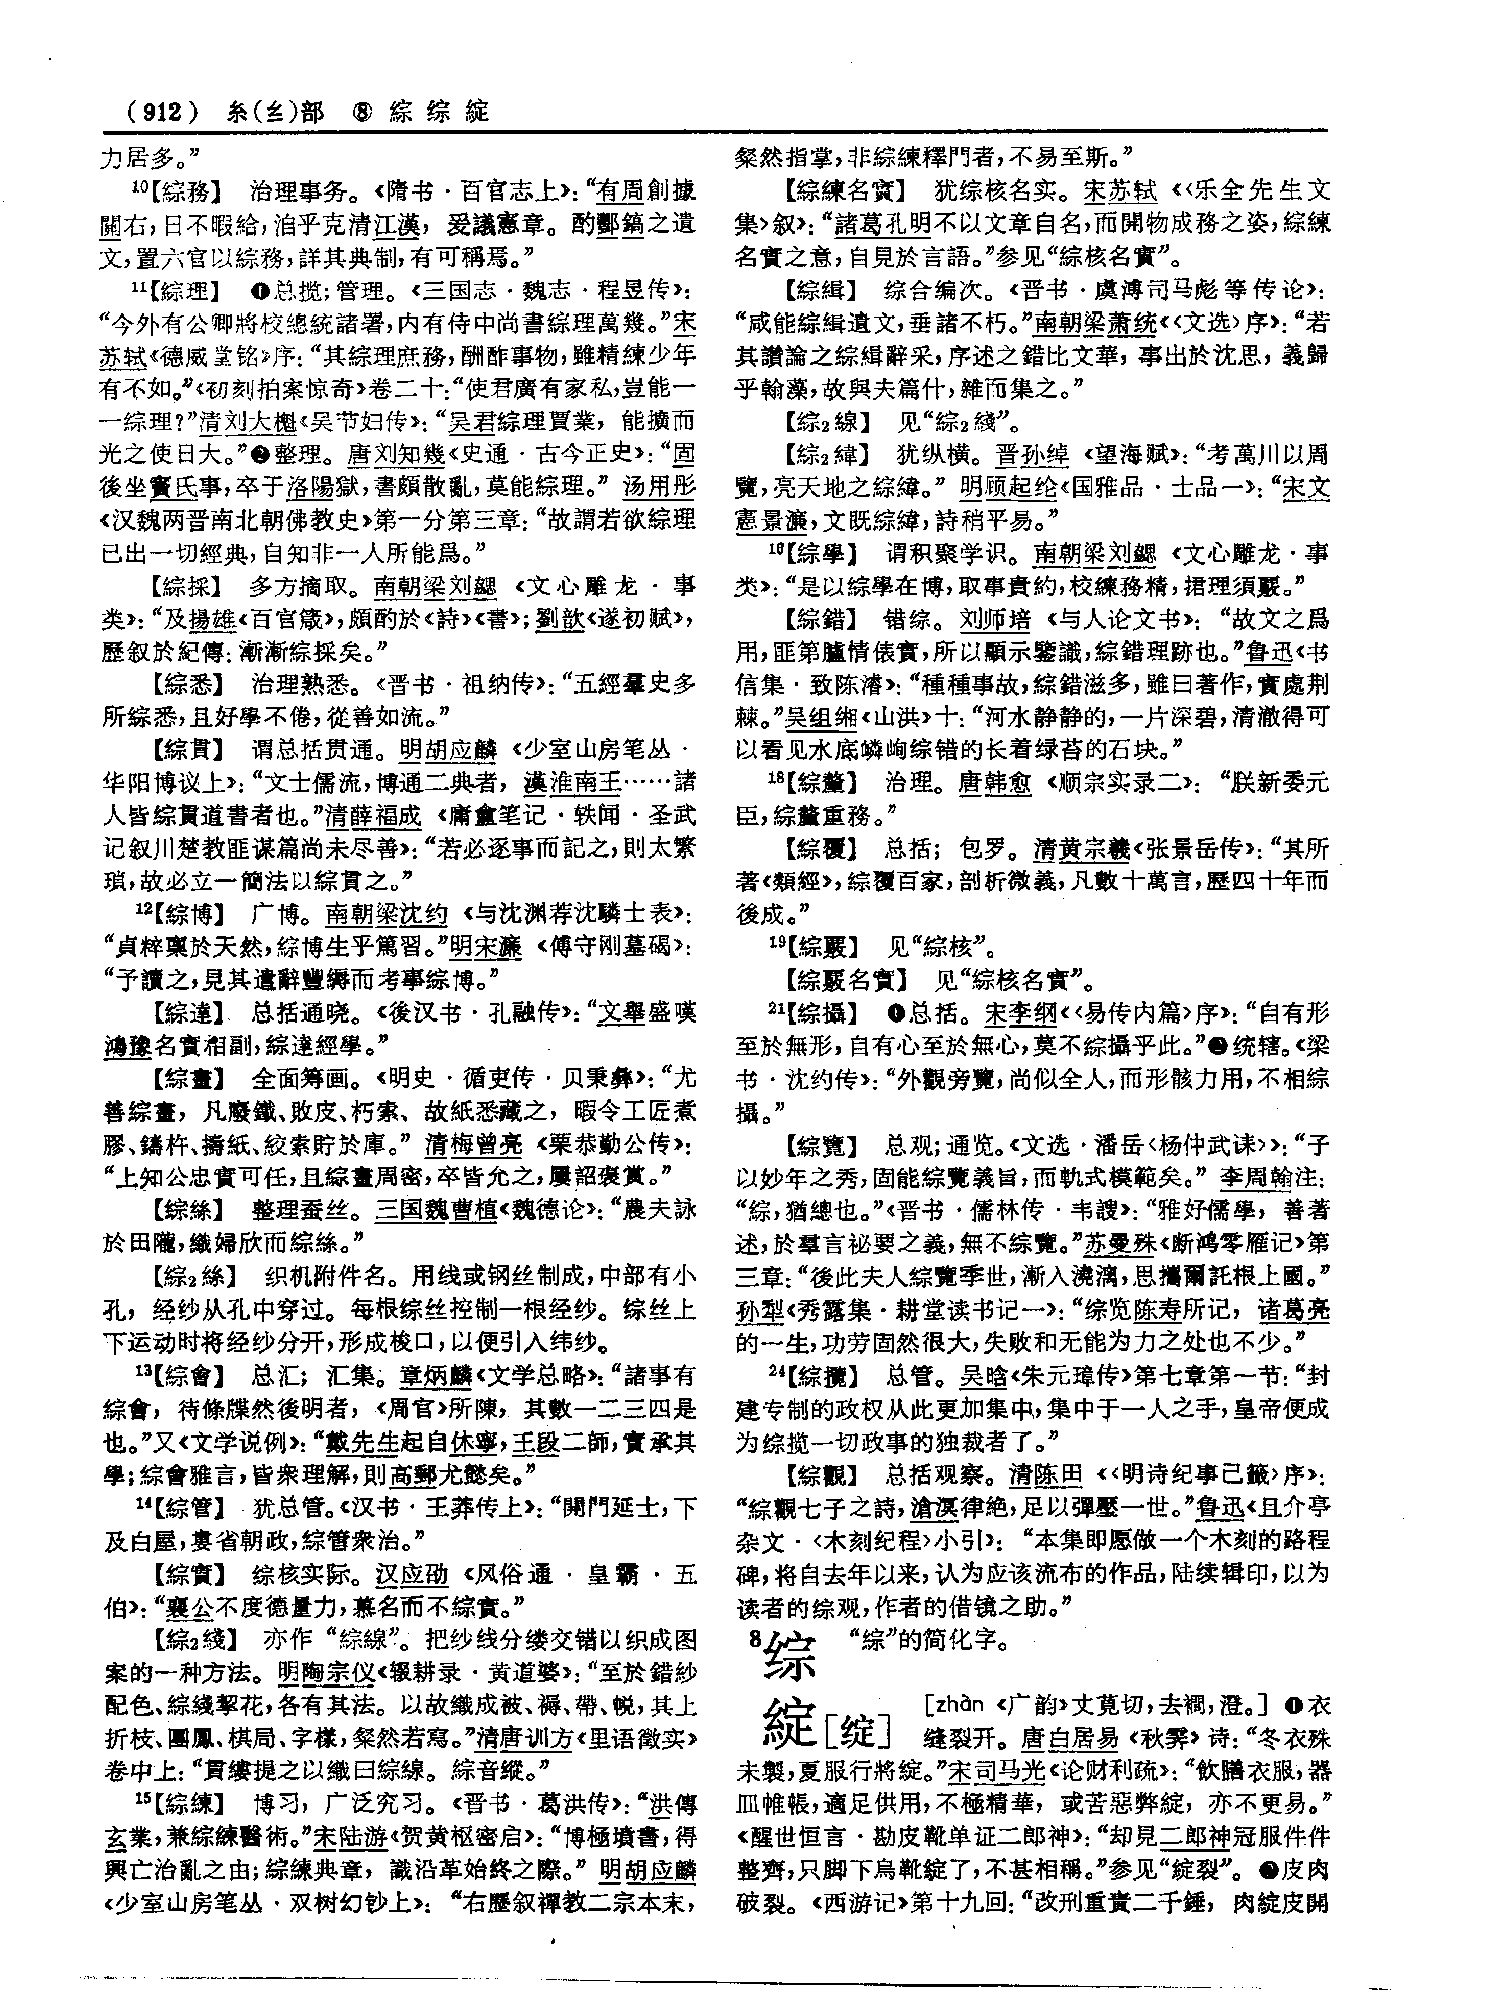 (912) 糸(纟)部 ⑧ 綜 综 綻
力居多。”
10【綜務】 治理事务。《隋书·百官志上》：“有周創據
關右，日不暇給，洎乎克清江漢，爰議憲章。酌酆鎬之遺
文，置六官以綜務，詳其典制，有可稱焉。”
11【綜理】 ❶总揽；管理。《三国志·魏志·程昱传》：
“今外有公卿將校總統諸署，内有侍中尚書綜理萬幾。”宋
苏轼《德威堂铭》序：“其綜理庶務，酬酢事物，雖精練少年
有不如。”《初刻拍案惊奇》卷二十：“使君廣有家私，豈能一
一綜理？”清刘大櫆《吴节妇传》：“吴君綜理賈業，能擴而
光之使日大。”❷整理。唐刘知幾《史通·古今正史》：“固
後坐竇氏事，卒于洛陽獄，書頗散亂，莫能綜理。”汤用彤
《汉魏两晋南北朝佛教史》第一分第三章：“故謂若欲綜理
已出一切經典，自知非一人所能爲。”
【綜採】 多方摘取。南朝梁刘勰《文心雕龙·事
类》：“及揚雄《百官箴》，頗酌於《詩》《書》；劉歆《遂初賦》，
歷叙於紀傳：漸漸綜採矣。”
【綜悉】 治理熟悉。《晋书·祖纳传》：“五經羣史多
所綜悉，且好學不倦，從善如流。”
【綜貫】 谓总括贯通。明胡应麟《少室山房笔丛·
华阳博议上》：“文士儒流，博通二典者，漢淮南王……諸
人皆綜貫道書者也。”清薛福成《庸盦笔记·轶闻·圣武
记叙川楚教匪谋篇尚未尽善》：“若必逐事而記之，則太繁
瑣，故必立一簡法以綜貫之。”
12【綜博】 广博。南朝梁沈约《与沈渊荐沈驎士表》：
“貞粹稟於天然，綜博生乎篤習。”明宋濂《傅守刚墓碣》：
“予讀之，見其遣辭豐縟而考事綜博。”
【綜達】 总括通晓。《後汉书·孔融传》：“文舉盛嘆
鴻豫名實相副，綜達經學。”
【綜畫】 全面筹画。《明史·循吏传·贝秉彝》：“尤
善綜畫，凡廢鐵、敗皮、朽索、故紙悉藏之，暇令工匠煮
膠、鑄杵、擣紙、絞索貯於庫。”清梅曾亮《栗恭勤公传》：
“上知公忠實可任，且綜畫周密，卒皆允之，屢詔褒賞。”
【綜絲】 整理蚕丝。三国魏曹植《魏德论》：“農夫詠
於田隴，織婦欣而綜絲。”
【綜2絲】 织机附件名。用线或钢丝制成，中部有小
孔，经纱从孔中穿过。每根综丝控制一根经纱。综丝上
下运动时将经纱分开，形成梭口，以便引入纬纱。
13【綜會】 总汇；汇集。章炳麟《文学总略》：“諸事有
綜會，待條牒然後明者，《周官》所陳，其數一二三四是
也。”又《文学说例》：“戴先生起自休寧，王段二師，實承其
學；綜會雅言，皆衆理解，則高郵尤懿矣。”
14【綜管】 犹总管。《汉书·王莽传上》：“開門延士，下
及白屋，婁省朝政，綜管衆治。”
【綜實】 综核实际。汉应劭《风俗通·皇霸·五
伯》：“襄公不度德量力，慕名而不綜實。”
【綜2綫】 亦作“綜線”。把纱线分缕交错以织成图
案的一种方法。明陶宗仪《辍耕录·黄道婆》：“至於錯紗
配色、綜綫挈花，各有其法。以故織成被、褥、帶、帨，其上
折枝、團鳳、棋局、字樣，粲然若寫。”清唐训方《里语徵实》
卷中上：“貫縷提之以織曰綜線。綜音縱。”
15【綜練】 博习，广泛究习。《晋书·葛洪传》：“洪傳
玄業，兼綜練醫術。”宋陆游《贺黄枢密启》：“博極墳書，得
興亡治亂之由；綜練典章，識沿革始終之際。”明胡应麟
《少室山房笔丛·双树幻钞上》：“右歷叙禪教二宗本末，
粲然指掌，非綜練釋門者，不易至斯。”
【綜練名實】 犹综核名实。宋苏轼《〈乐全先生文
集〉叙》：“諸葛孔明不以文章自名，而開物成務之姿，綜練
名實之意，自見於言語。”参见“綜核名實”。
【綜緝】 综合编次。《晋书·虞溥司马彪等传论》：
“咸能綜緝遺文，垂諸不朽。”南朝梁萧统《〈文选〉序》：“若
其讚論之綜緝辭采，序述之錯比文華，事出於沈思，義歸
乎翰藻，故與夫篇什，雜而集之。”
【綜2線】 见“綜2綫”。
【綜2緯】 犹纵横。晋孙绰《望海赋》：“考萬川以周
覽，亮天地之綜緯。”明顾起纶《国雅品·士品一》：“宋文
憲景濂，文既綜緯，詩稍平易。”
16【綜學】 谓积聚学识。南朝梁刘勰《文心雕龙·事
类》：“是以綜學在博，取事貴約，校練務精，捃理須覈。”
【綜錯】 错综。刘师培《与人论文书》：“故文之爲
用，匪第臚情俵實，所以顯示鑒識，綜錯理跡也。”鲁迅《书
信集·致陈濬》：“種種事故，綜錯滋多，雖曰著作，實處荆
棘。”吴组缃《山洪》十：“河水静静的，一片深碧，清澈得可
以看见水底嶙峋综错的长着绿苔的石块。”
18【綜釐】 治理。唐韩愈《顺宗实录二》：“朕新委元
臣，綜釐重務。”
【綜覆】 总括；包罗。清黄宗羲《张景岳传》：“其所
著《類經》，綜覆百家，剖析微義，凡數十萬言，歷四十年而
後成。”
19【綜覈】 见“綜核”。
【綜覈名實】 见“綜核名實”。
21【綜攝】 ❶总括。宋李纲《〈易传内篇〉序》：“自有形
至於無形，自有心至於無心，莫不綜攝乎此。”❷统辖。《梁
书·沈约传》：“外觀旁覽，尚似全人，而形骸力用，不相綜
攝。”
【綜覽】 总观；通览。《文选·潘岳〈杨仲武诔〉》：“子
以妙年之秀，固能綜覽義旨，而軌式模範矣。”李周翰注：
“綜，猶總也。”《晋书·儒林传·韦謏》：“雅好儒學，善著
述，於羣言祕要之義，無不綜覽。”苏曼殊《断鸿零雁记》第
三章：“後此夫人綜覽季世，漸入澆漓，思攜爾託根上國。”
孙犁《秀露集·耕堂读书记一》：“综览陈寿所记，诸葛亮
的一生，功劳固然很大，失败和无能为力之处也不少。”
24【綜攬】 总管。吴晗《朱元璋传》第七章第一节：“封
建专制的政权从此更加集中，集中于一人之手，皇帝便成
为综揽一切政事的独裁者了。”
【綜觀】 总括观察。清陈田《〈明诗纪事己籤〉序》：
“綜觀七子之詩，滄溟律絶，足以彈壓一世。”鲁迅《且介亭
杂文·〈木刻纪程〉小引》：“本集即愿做一个木刻的路程
碑，将自去年以来，认为应该流布的作品，陆续辑印，以为
读者的综观，作者的借镜之助。”
8综 “综”的简化字。
綻[绽] [zhàn《广韵》丈莧切，去襇，澄。] ❶衣
缝裂开。唐白居易《秋霁》诗：“冬衣殊
未製，夏服行將綻。”宋司马光《论财利疏》：“飲膳衣服，器
皿帷帳，適足供用，不極精華，或苦惡弊綻，亦不更易。”
《醒世恒言·勘皮靴单证二郎神》：“却見二郎神冠服件件
整齊，只脚下烏靴綻了，不甚相稱。”参见“綻裂”。❷皮肉
破裂。《西游记》第十九回：“改刑重責二千錘，肉綻皮開